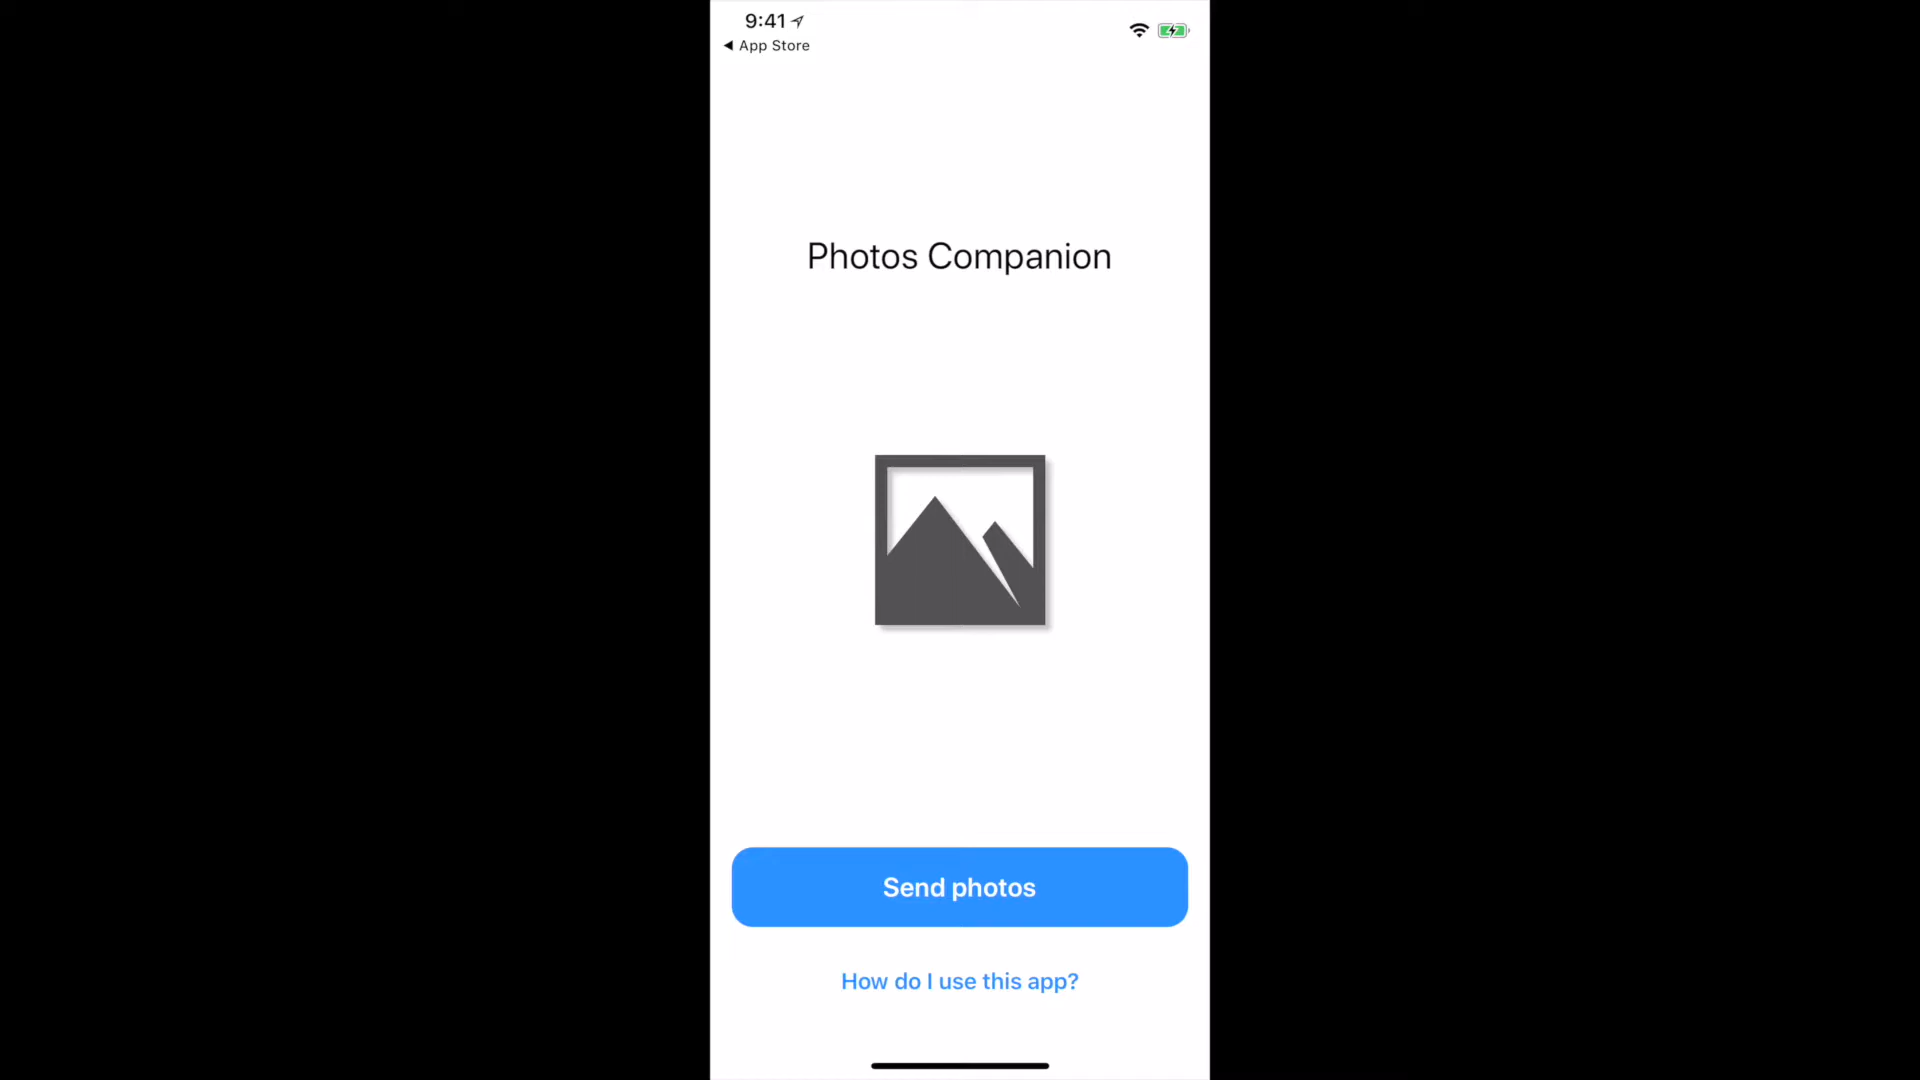 9:41
◀ App Store
Photos Companion
Send photos
How do I use this app?